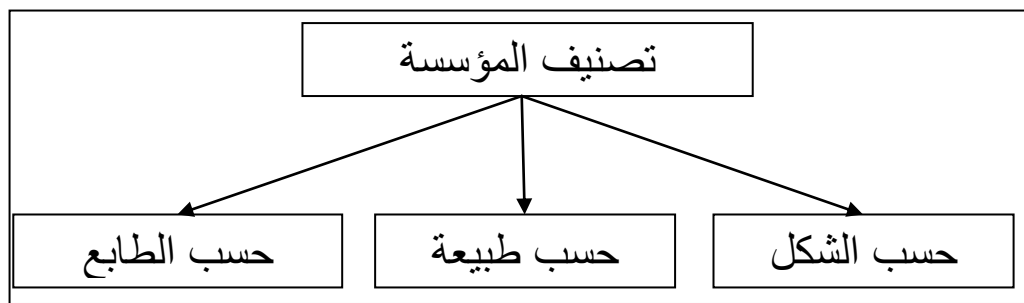 تصنيف المؤسسة
حسب الشكل
حسب طبيعة
حسب الطابع